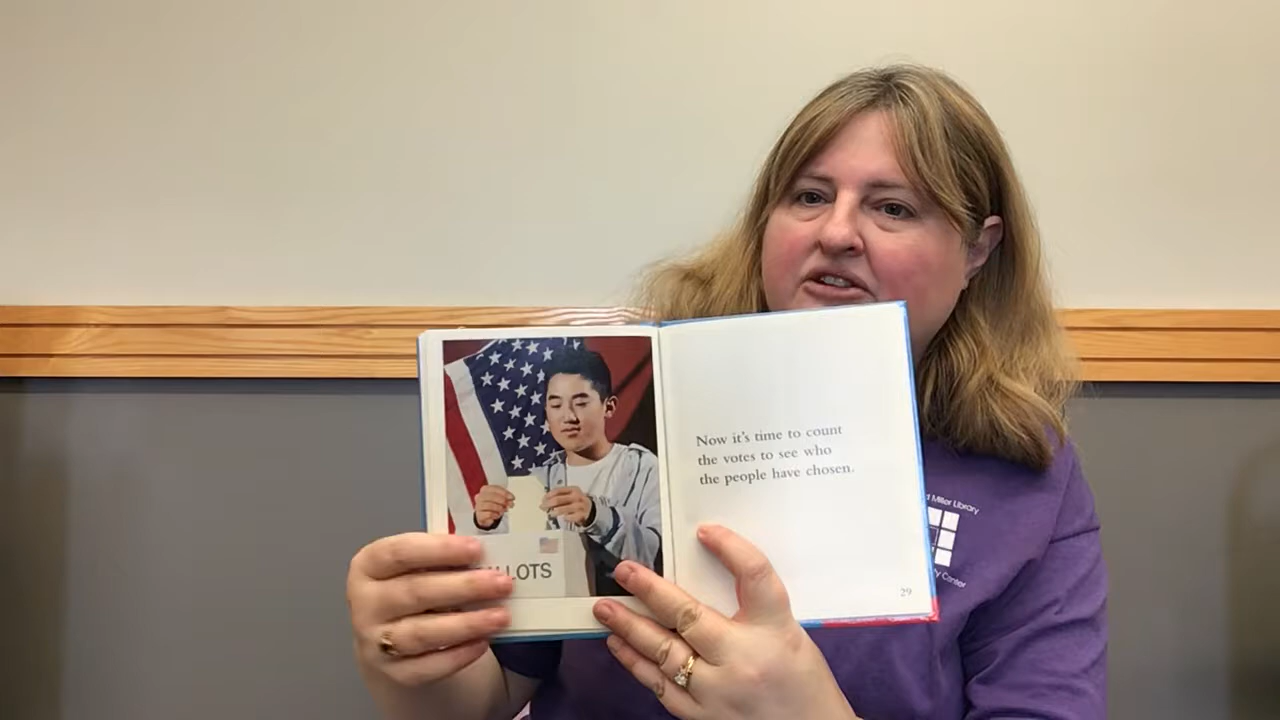 LOTS
Now it's time to count
the votes to see who
the people have chosen.
29
Miller Library
Center